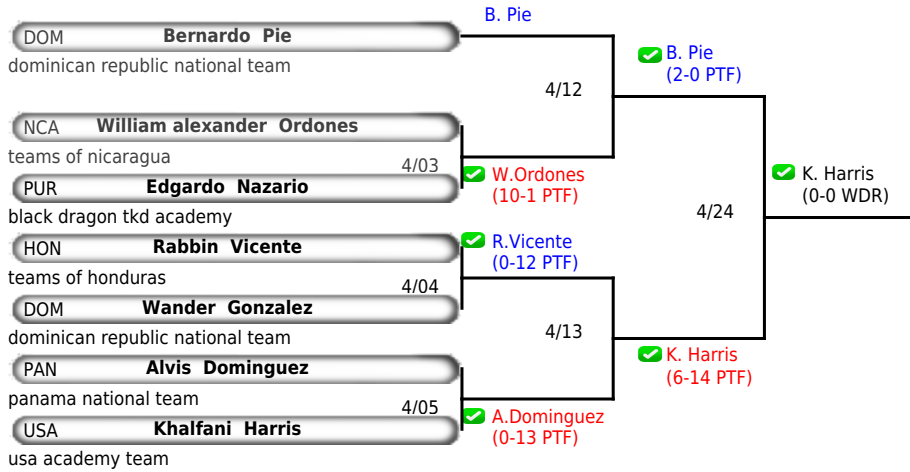 B. Pie
DOM Bernardo Pie
dominican republic national team
B. Pie
(2-0 PTF)
4/12
NCA William alexander Ordones
teams of nicaragua
4/03
W.Ordones
(10-1 PTF)
PUR Edgardo Nazario
black dragon tkd academy
K. Harris
(0-0 WDR)
4/24
HON Rabbin Vicente
teams of honduras
R.Vicente
(0-12 PTF)
4/04
DOM Wander Gonzalez
dominican republic national team
4/13
PAN Alvis Dominguez
panama national team
K. Harris
(6-14 PTF)
4/05
A.Dominguez
(0-13 PTF)
USA Khalfani Harris
usa academy team